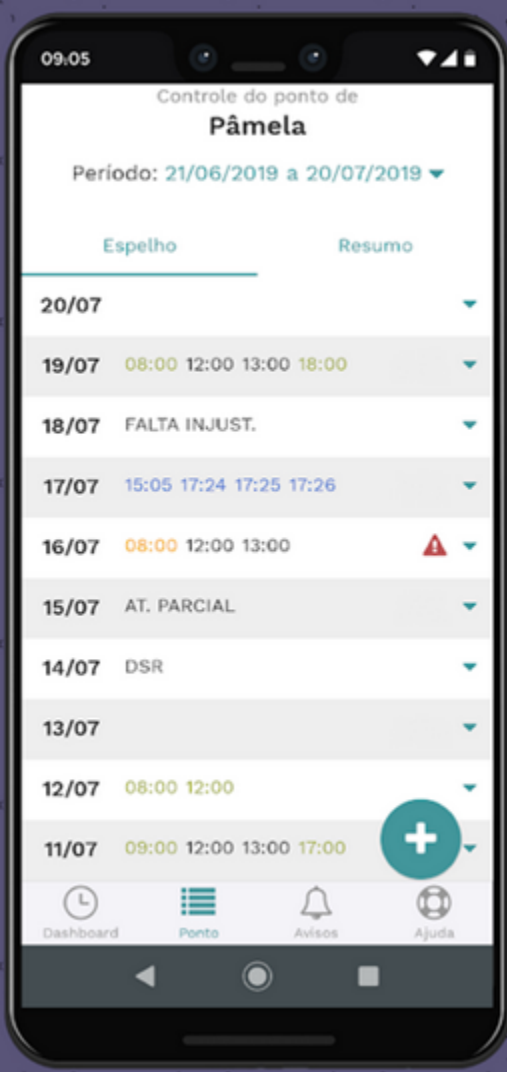 09:05
Controle do ponto de
Pâmela
Período: 21/06/2019 a 20/07/2019
Espelho Resumo
20/07
19/07 08:00 12:00 13:00 18:00
18/07 FALTA INJUST.
17/07 15:05 17:24 17:25 17:26
16/07 08:00 12:00 13:00
15/07 AT. PARCIAL
14/07 DSR
13/07
12/07 08:00 12:00
11/07 09:00 12:00 13:00 17:00
Dashboard Ponto Avisos Ajuda